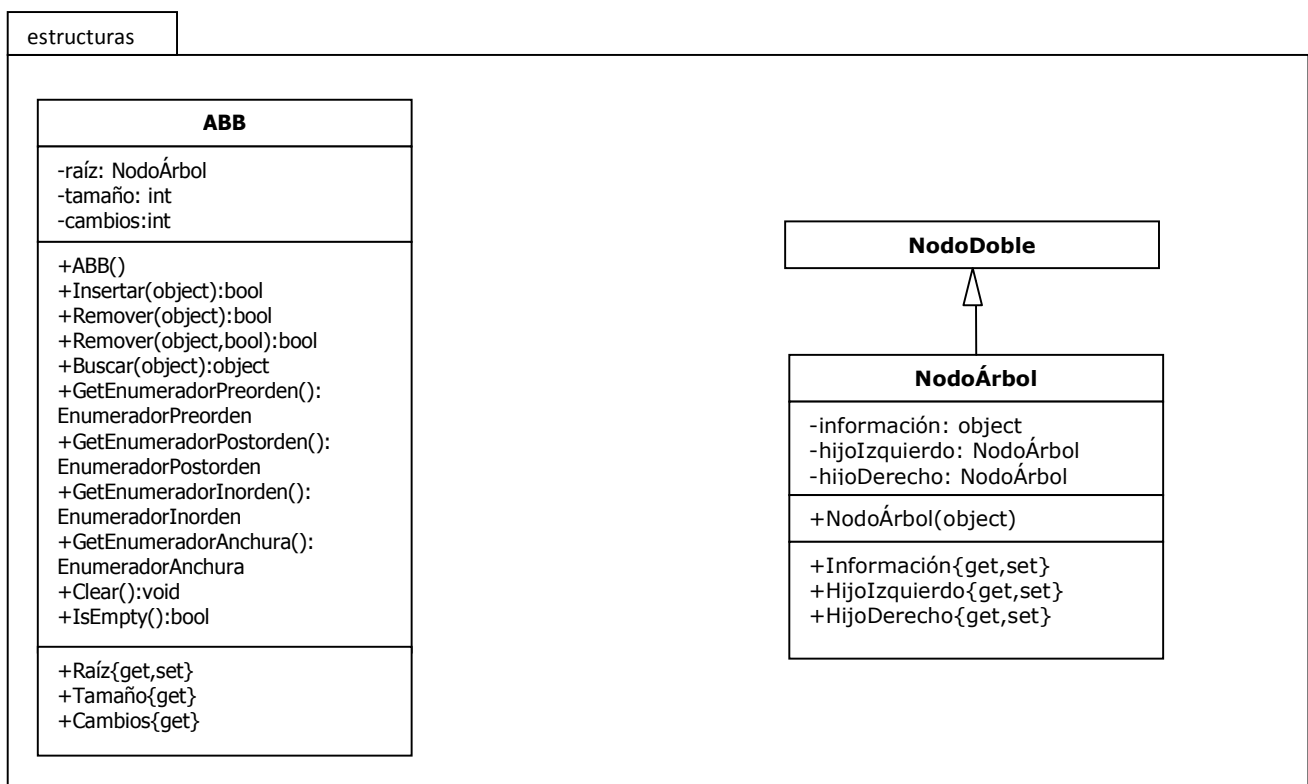 estructuras
ABB
-raíz: NodoÁrbol
-tamaño: int
-cambios:int
+ABB()
+Insertar(object):bool
+Remover(object):bool
+Remover(object,bool):bool
+Buscar(object):object
+GetEnumeradorPreorden():
EnumeradorPreorden
+GetEnumeradorPostorden():
EnumeradorPostorden
+GetEnumeradorInorden():
EnumeradorInorden
+GetEnumeradorAnchura():
EnumeradorAnchura
+Clear():void
+IsEmpty():bool
+Raíz{get,set}
+Tamaño{get}
+Cambios{get}
NodoDoble
NodoÁrbol
-información: object
-hijoIzquierdo: NodoÁrbol
-hijoDerecho: NodoÁrbol
+NodoÁrbol(object)
+Información{get,set}
+HijoIzquierdo{get,set}
+HijoDerecho{get,set}